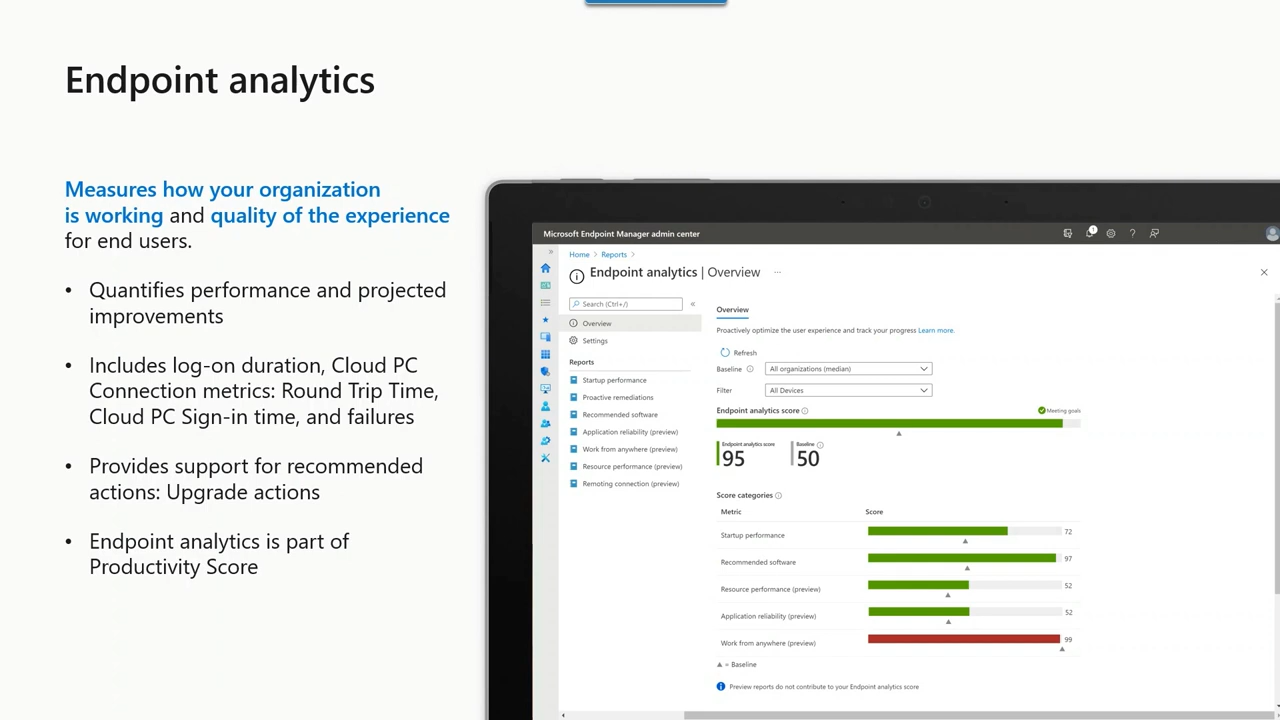 Endpoint analytics
Measures how your organization
is working and quality of the experience
for end users.
• Quantifies performance and projected
improvements
• Includes log-on duration, Cloud PC
Connection metrics: Round Trip Time,
Cloud PC Sign-in time, and failures
• Provides support for recommended
actions: Upgrade actions
• Endpoint analytics is part of
Productivity Score
Microsoft Endpoint Manager admin center
1
Home > Reports >
Endpoint analytics | Overview ...
Search (Ctrl+/)
Overview
Settings
Reports
Startup performance
Proactive remediations
Recommended software
Application reliability (preview)
Work from anywhere (preview)
Resource performance (preview)
Remoting connection (preview)
Overview
Proactively optimize the user experience and track your progress Learn more.
Refresh
Baseline All organizations (median)
Filter All Devices
Endpoint analytics score Meeting goals
Endpoint analytics score
95
Baseline
50
Score categories
Metric Score
Startup performance 72
Recommended software 97
Resource performance (preview) 52
Application reliability (preview) 52
Work from anywhere (preview) 99
▲ = Baseline
Preview reports do not contribute to your Endpoint analytics score